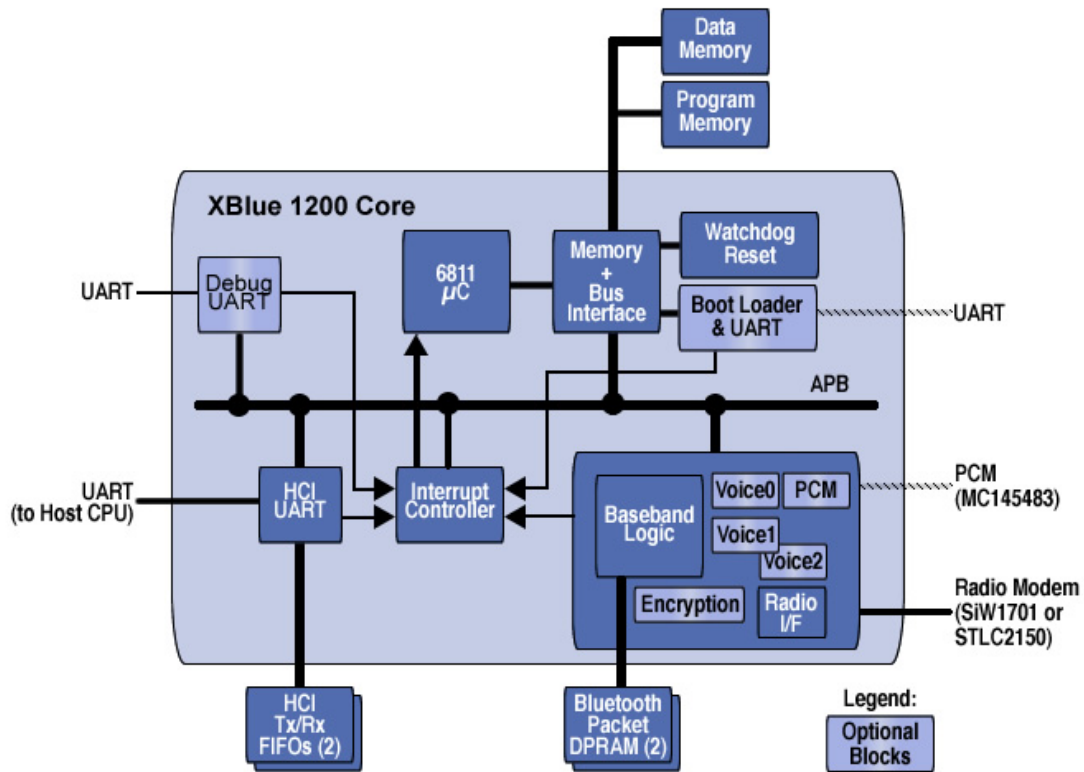 Data
Memory
Program
Memory
XBlue 1200 Core
Debug
UART
6811
µC
Memory
+
Bus
Interface
Watchdog
Reset
Boot Loader
& UART
UART
UART
APB
UART
(to Host CPU)
HCI
UART
Interrupt
Controller
Baseband
Logic
Voice0
PCM
Voice1
Voice2
Encryption
Radio
I/F
PCM
(MC145483)
Radio Modem
(SiW1701 or
STLC2150)
HCI
Tx/Rx
FIFOs (2)
Bluetooth
Packet
DPRAM (2)
Legend:
Optional
Blocks